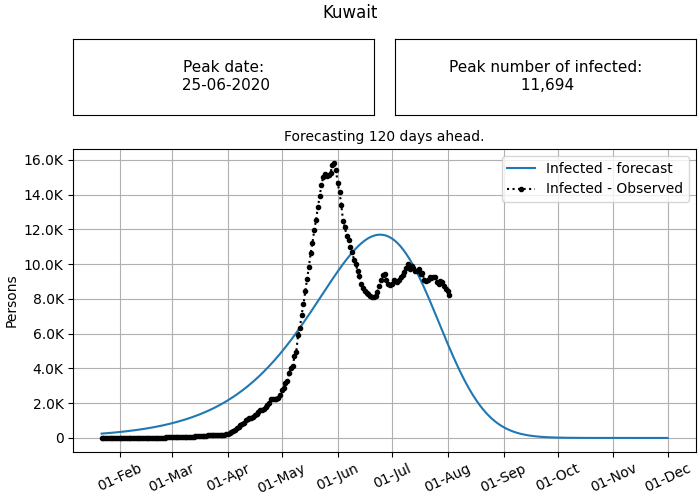 Kuwait
Peak date:
25-06-2020
Peak number of infected:
11,694
Forecasting 120 days ahead.
Infected - forecast
Infected - Observed
16.0K
14.0K
12.0K
10.0K
8.0K
6.0K
4.0K
2.0K
0
Persons
01-Feb
01-Mar
01-Apr
01-May
01-Jun
01-Jul
01-Aug
01-Sep
01-Oct
01-Nov
01-Dec